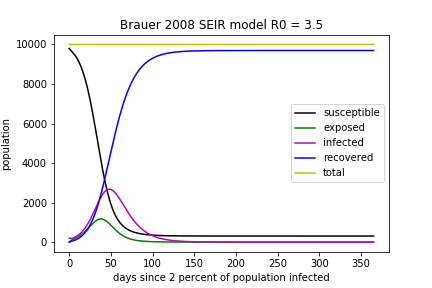 Brauer 2008 SEIR model R0 = 3.5
population
10000
8000
6000
4000
2000
0
susceptible
exposed
infected
recovered
total
0 50 100 150 200 250 300 350
days since 2 percent of population infected